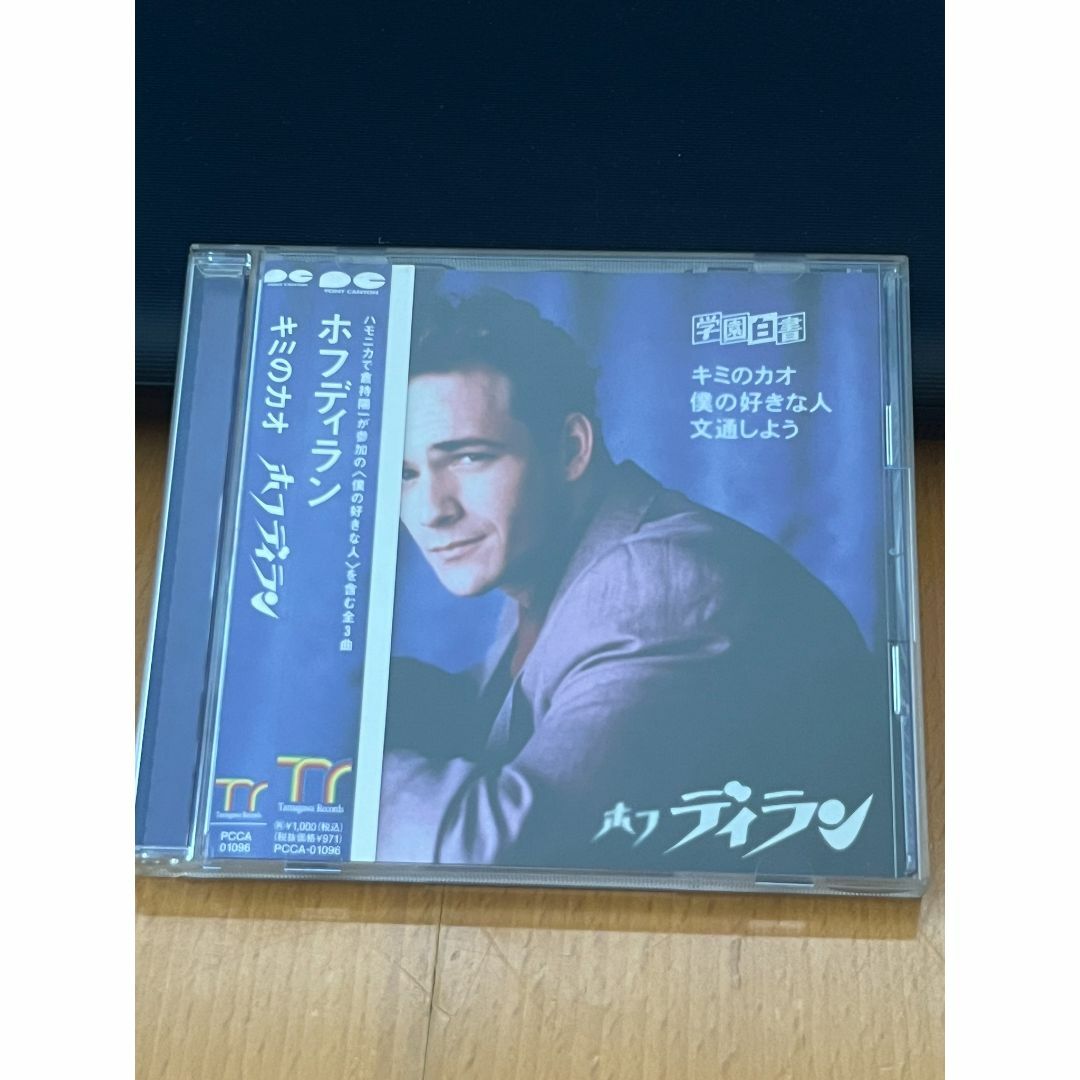 PONY CANYON
キミのカオ ホフディラン
Tamagawa Records
PCCA
01096
PONY CANYON
ホフディラン
ハモニカで倉持陽一が参加の〈僕の好きな人〉を含む全3曲
Tamagawa Records
¥1,000(税込)
(税抜価格¥971)
PCCA-01096
学園白書
キミのカオ
僕の好きな人
文通しよう
ホフディラン